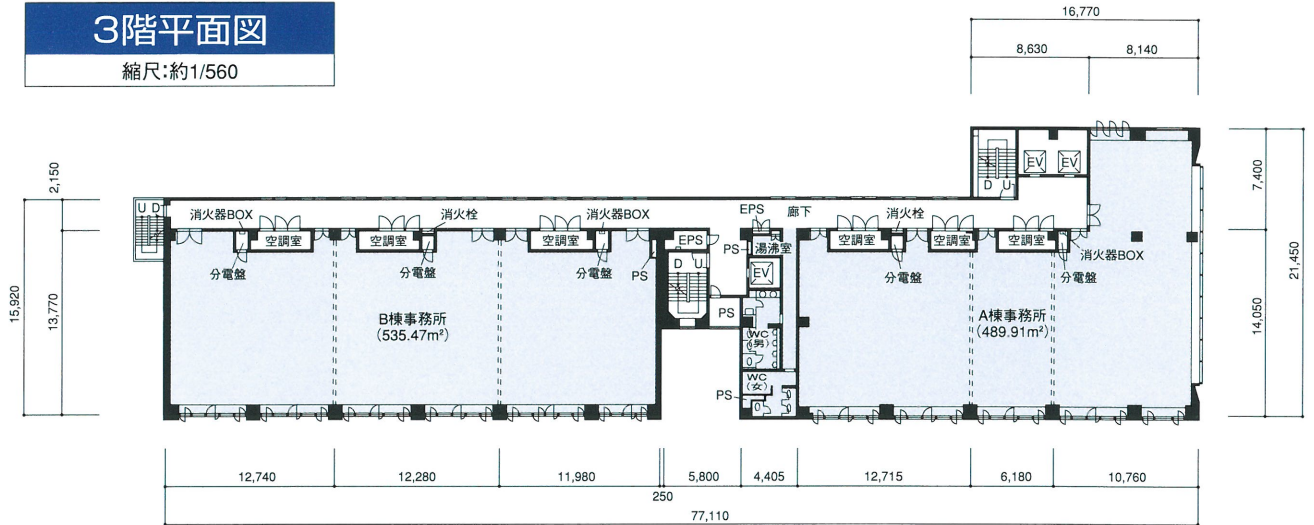 3階平面図
縮尺:約1/560
16,770
8,630
8,140
2,150
15,920
13,770
7,400
21,450
14,050
U D
消火器BOX
空調室
分電盤
消火栓
空調室
分電盤
消火器BOX
空調室
分電盤
PS
B棟事務所
(535.47m²)
EPS
D U
PS
EPS
廊下
PS
湯沸室
EV
WC
(男)
WC
(女)
PS
D U
EV
EV
消火栓
空調室
空調室
空調室
分電盤
消火器BOX
分電盤
A棟事務所
(489.91m²)
12,740
12,280
11,980
5,800
4,405
12,715
6,180
10,760
250
77,110